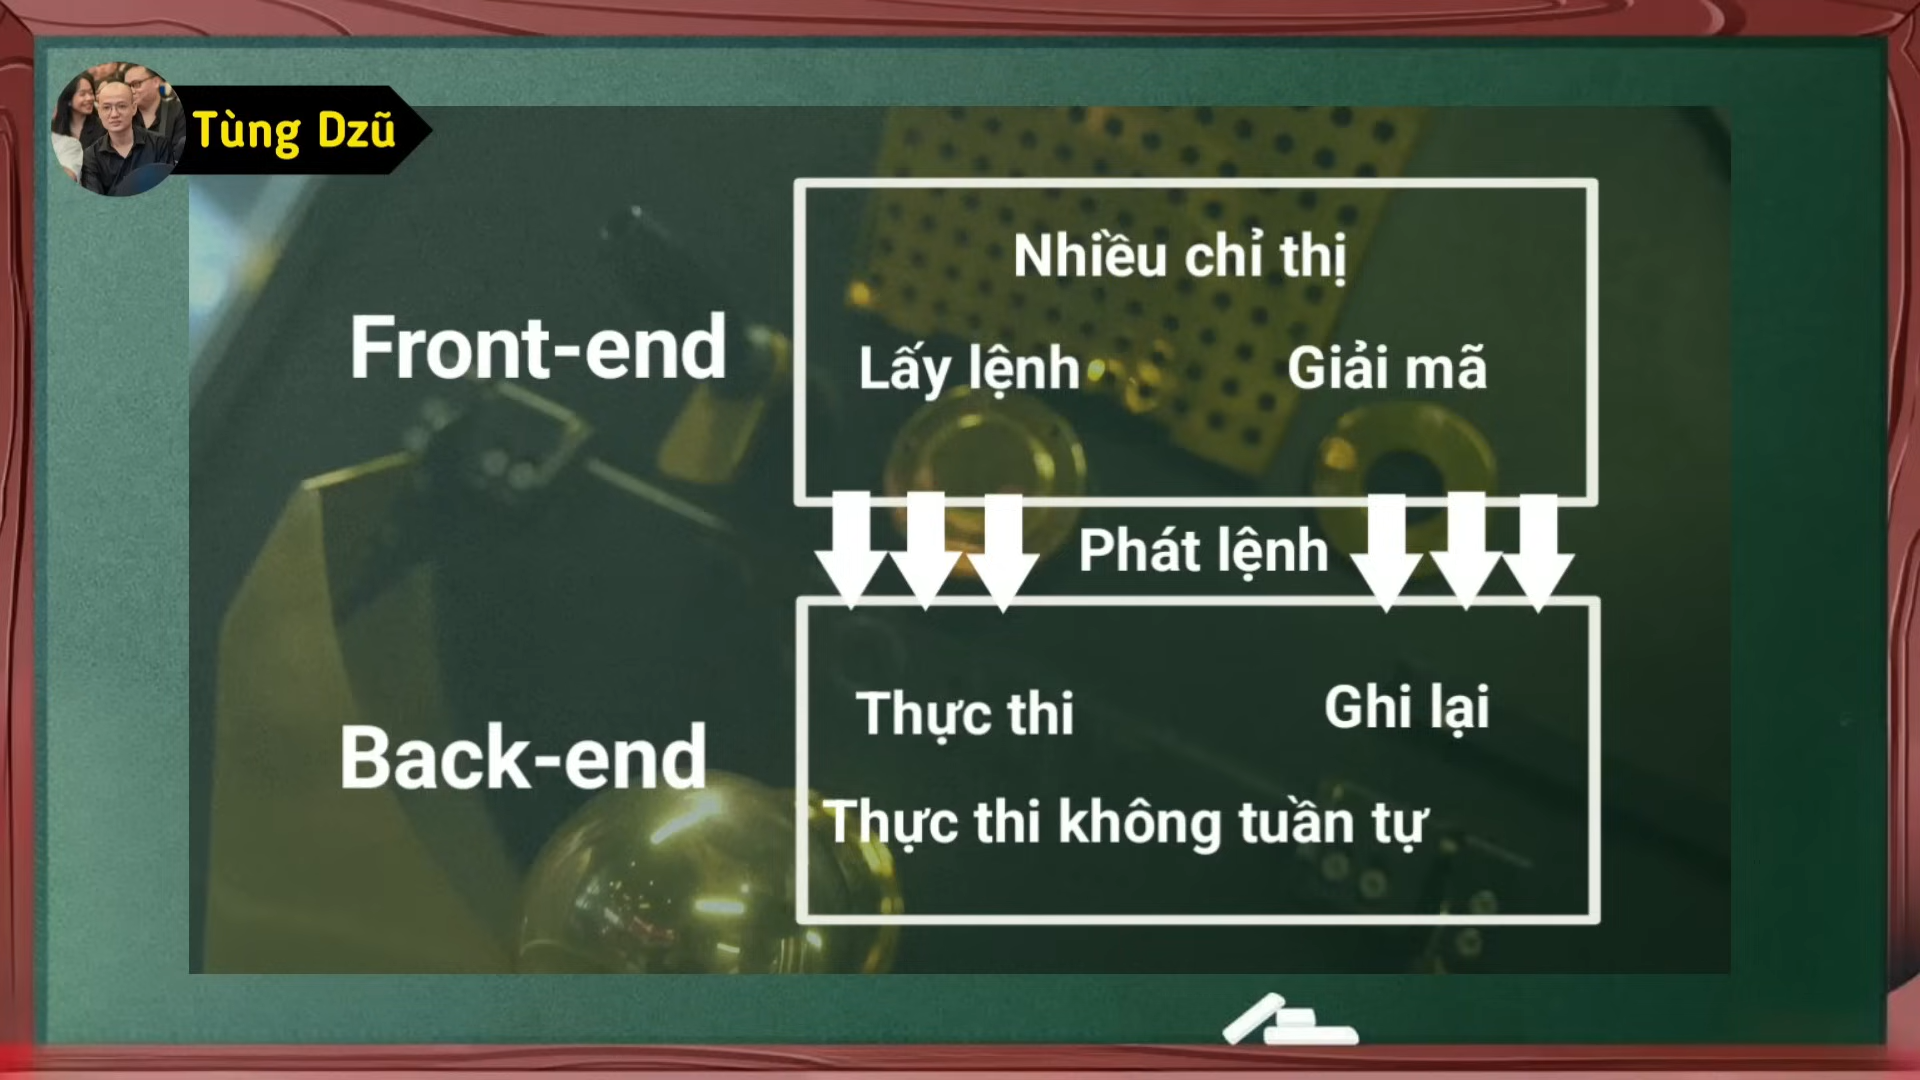 Tùng Dzũ
Nhiều chỉ thị
Front-end
Lấy lệnh
Giải mã
Phát lệnh
Thực thi
Ghi lại
Back-end
Thực thi không tuần tự